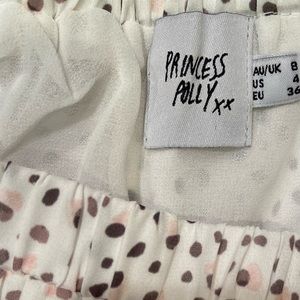 PRINCESS
POLLY xx
AU/UK 8
US 4
EU 36